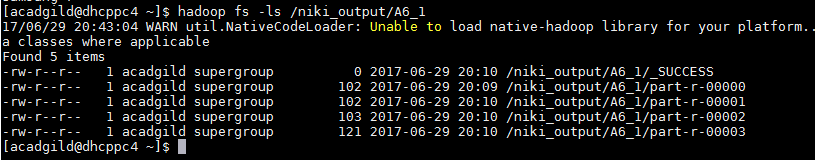 [acadgild@dhcppc4 ~]$ hadoop fs -ls /niki_output/A6_1
17/06/29 20:43:04 WARN util.NativeCodeLoader: Unable to load native-hadoop library for your platform..
a classes where applicable
Found 5 items
-rw-r--r--   1 acadgild supergroup          0 2017-06-29 20:10 /niki_output/A6_1/_SUCCESS
-rw-r--r--   1 acadgild supergroup        102 2017-06-29 20:09 /niki_output/A6_1/part-r-00000
-rw-r--r--   1 acadgild supergroup        102 2017-06-29 20:10 /niki_output/A6_1/part-r-00001
-rw-r--r--   1 acadgild supergroup        103 2017-06-29 20:10 /niki_output/A6_1/part-r-00002
-rw-r--r--   1 acadgild supergroup        121 2017-06-29 20:10 /niki_output/A6_1/part-r-00003
[acadgild@dhcppc4 ~]$